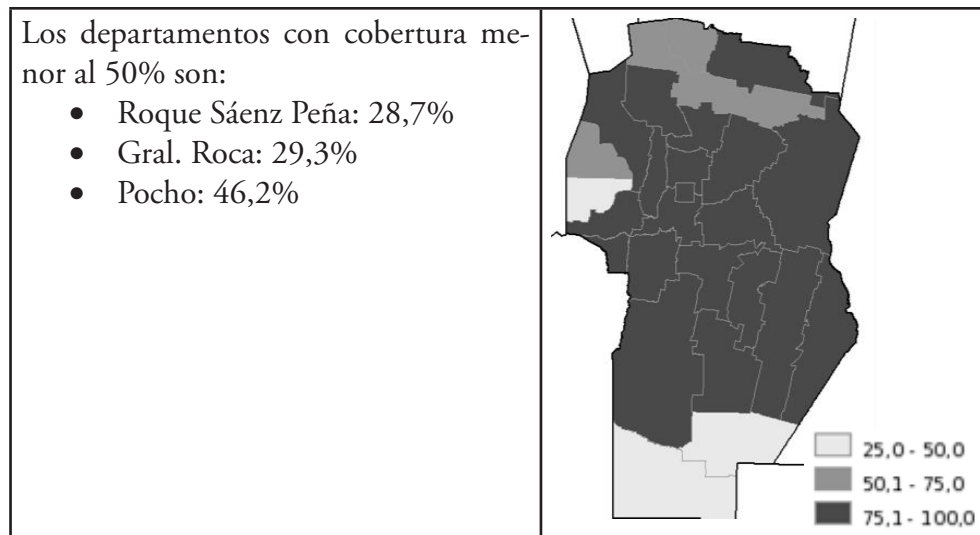 Los departamentos con cobertura me-
nor al 50% son:
• Roque Sáenz Peña: 28,7%
• Gral. Roca: 29,3%
• Pocho: 46,2%
25,0 - 50,0
50,1 - 75,0
75,1 - 100,0